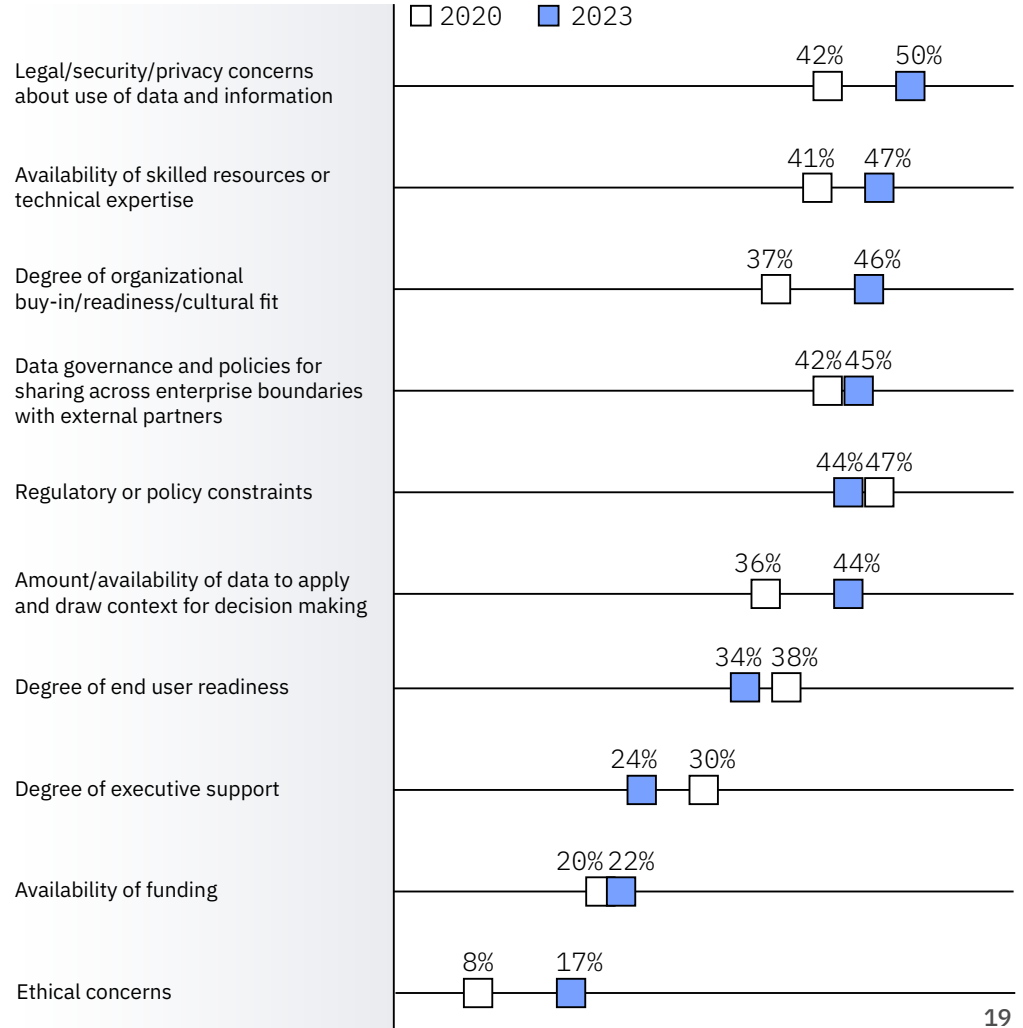 2020 2023
Legal/security/privacy concerns
about use of data and information
42% 50%
Availability of skilled resources or
technical expertise
41% 47%
Degree of organizational
buy-in/readiness/cultural fit
37% 46%
Data governance and policies for
sharing across enterprise boundaries
with external partners
42% 45%
Regulatory or policy constraints
44% 47%
Amount/availability of data to apply
and draw context for decision making
36% 44%
Degree of end user readiness
34% 38%
Degree of executive support
24% 30%
Availability of funding
20% 22%
Ethical concerns
8% 17%
19